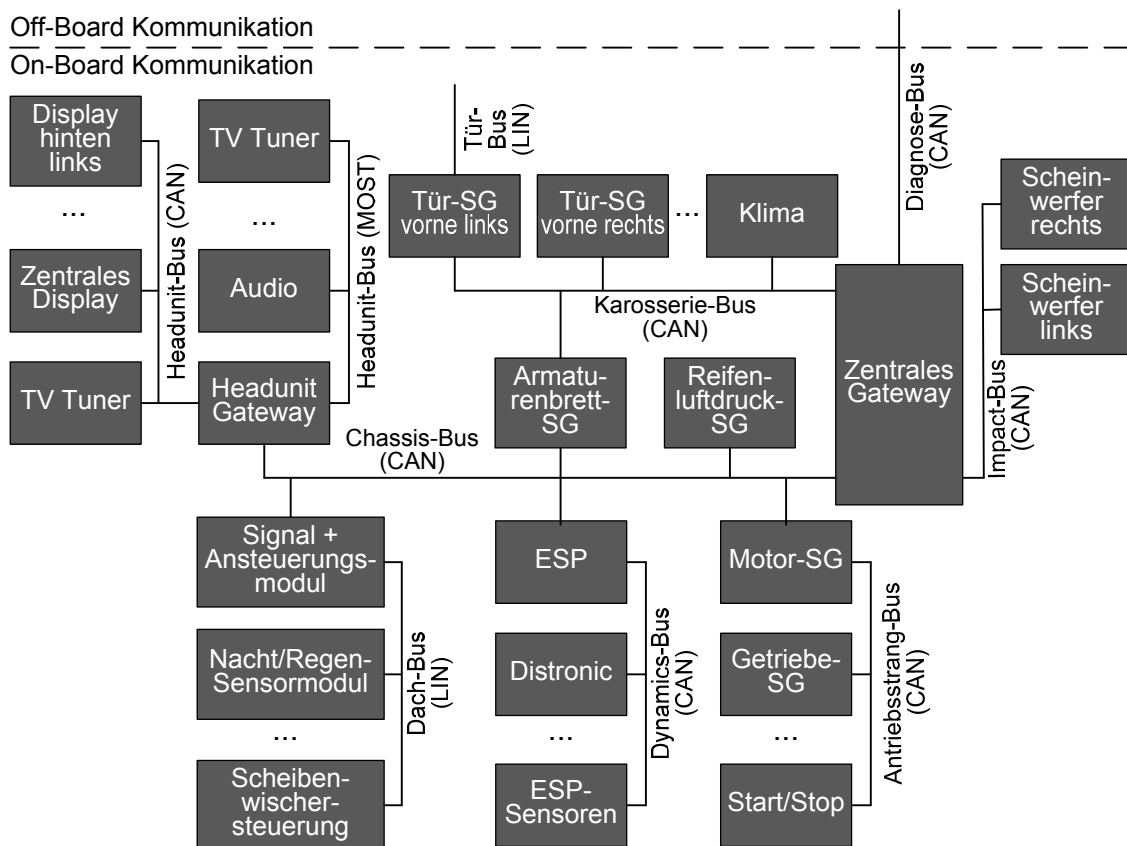 Off-Board Kommunikation
On-Board Kommunikation
Display
hinten
links
...
Zentrales
Display
TV Tuner
Headunit-Bus (CAN)
TV Tuner
...
Audio
Headunit
Gateway
Headunit-Bus (MOST)
Tür-
Bus
(LIN)
Tür-SG
vorne links
Tür-SG
vorne rechts
...
Klima
Karosserie-Bus
(CAN)
Diagnose-Bus
(CAN)
Schein-
werfer
rechts
Schein-
werfer
links
Impact-Bus
(CAN)
Zentrales
Gateway
Armatu-
renbrett-
SG
Reifen-
luftdruck-
SG
Chassis-Bus
(CAN)
Signal +
Ansteuerungs-
modul
Nacht/Regen-
Sensormodul
...
Scheiben-
wischer-
steuerung
Dach-Bus
(LIN)
ESP
Distronic
...
ESP-
Sensoren
Dynamics-Bus
(CAN)
Motor-SG
Getriebe-
SG
...
Start/Stop
Antriebsstrang-Bus
(CAN)